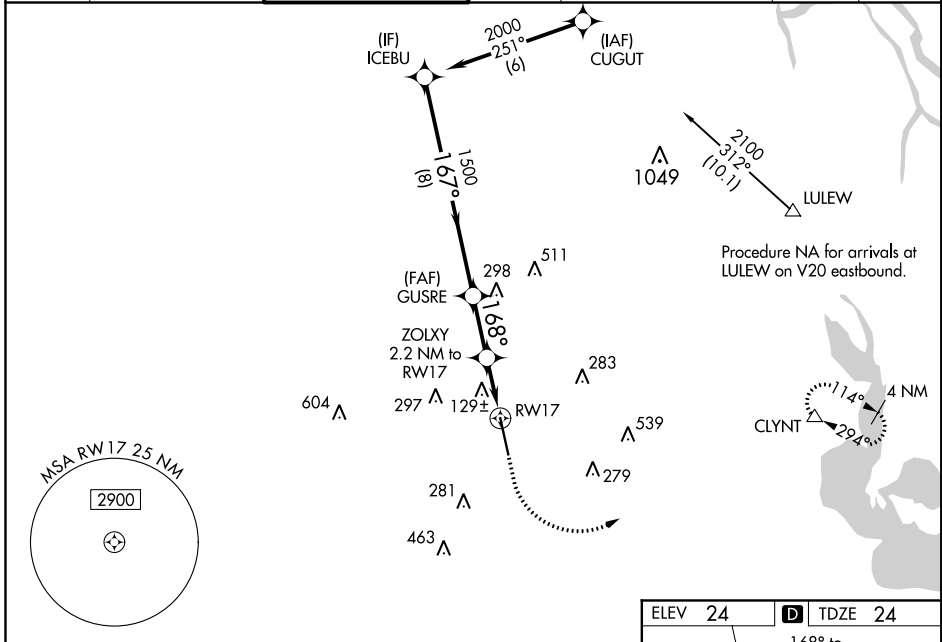 (IF)
ICEBU
2000
251°
(6)
(IAF)
CUGUT
1500
167°
(8)
1049
2100
312°
(10.1)
LULEW
Procedure NA for arrivals at
LULEW on V20 eastbound.
511
298
(FAF)
GUSRE
168°
ZOLXY
2.2 NM to
RW17
283
604
297
129±
RW17
539
279
281
463
114°
4 NM
CLYNT
294°
MSA RW17 25 NM
2900
ELEV 24
D
TDZE 24
168° to